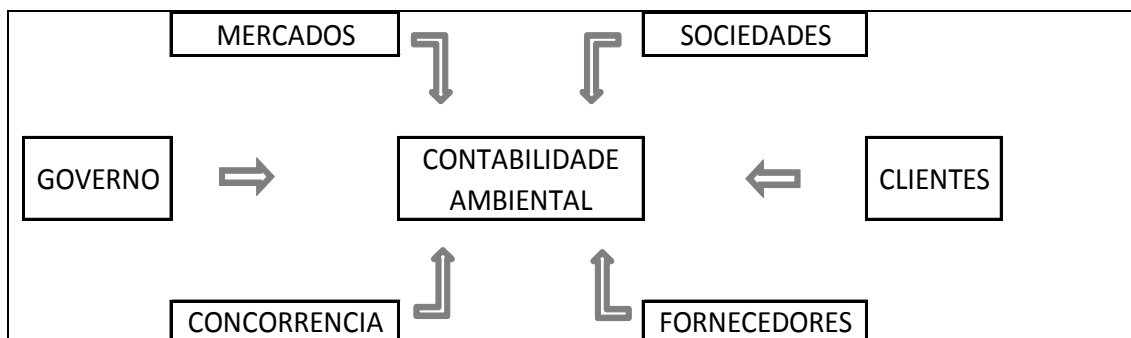 MERCADOS
SOCIEDADES
GOVERNO
CONTABILIDADE
AMBIENTAL
CLIENTES
CONCORRENCIA
FORNECEDORES